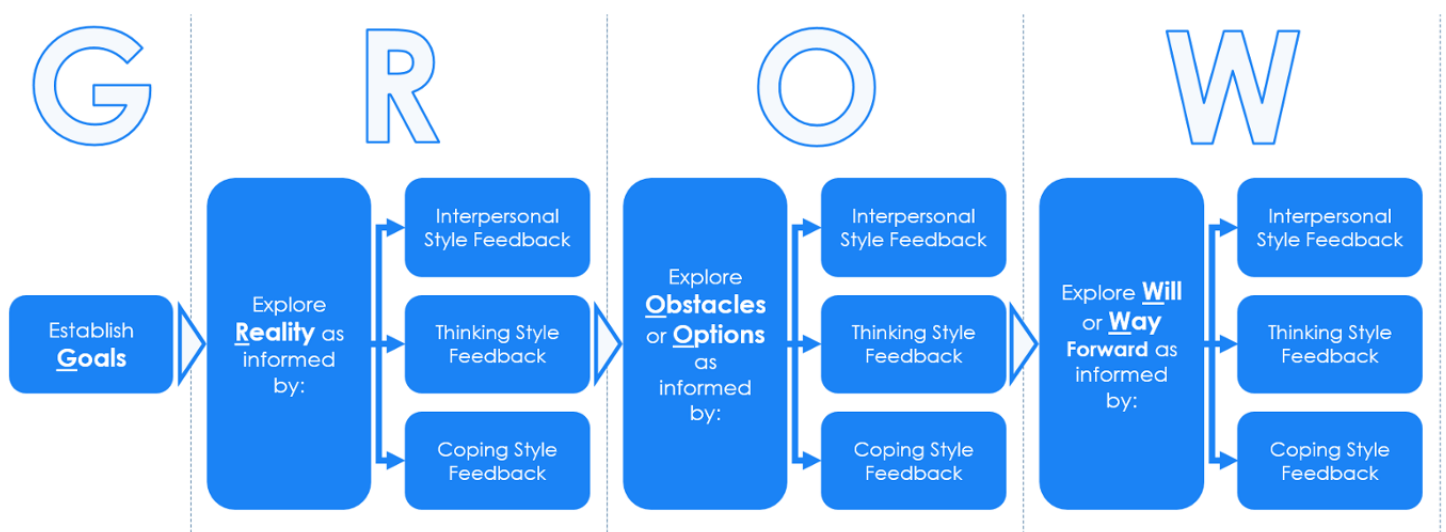 G
R
O
W
Establish
Goals
Explore
Reality as
informed
by:
Interpersonal
Style Feedback
Thinking Style
Feedback
Coping Style
Feedback
Explore
Obstacles
or Options
as
informed
by:
Interpersonal
Style Feedback
Thinking Style
Feedback
Coping Style
Feedback
Explore Will
or Way
Forward as
informed
by:
Interpersonal
Style Feedback
Thinking Style
Feedback
Coping Style
Feedback